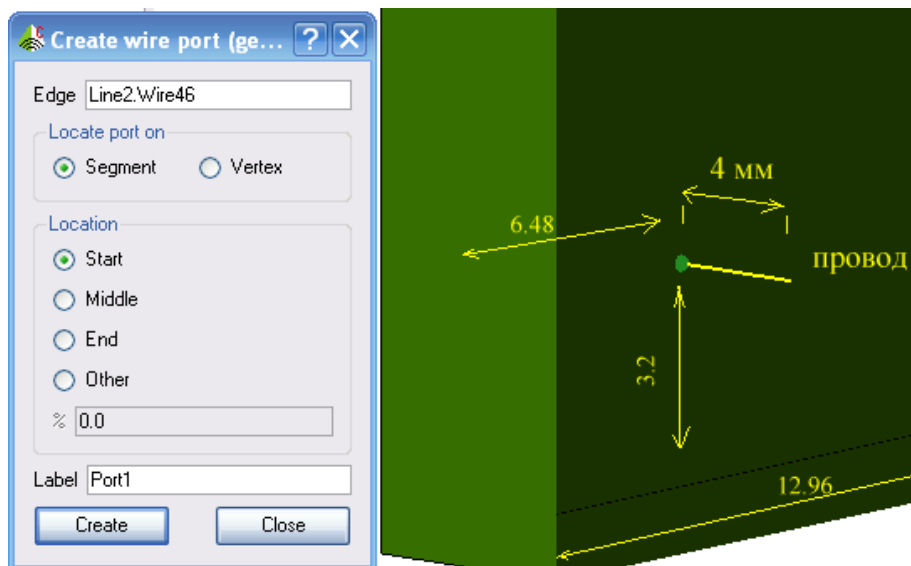 Create wire port (ge...
Edge Line2.Wire46
Locate port on
Segment Vertex
Location
Start
Middle
End
Other
% 0.0
Label Port1
Create Close
4 мм
6.48
провод
3.2
12.96